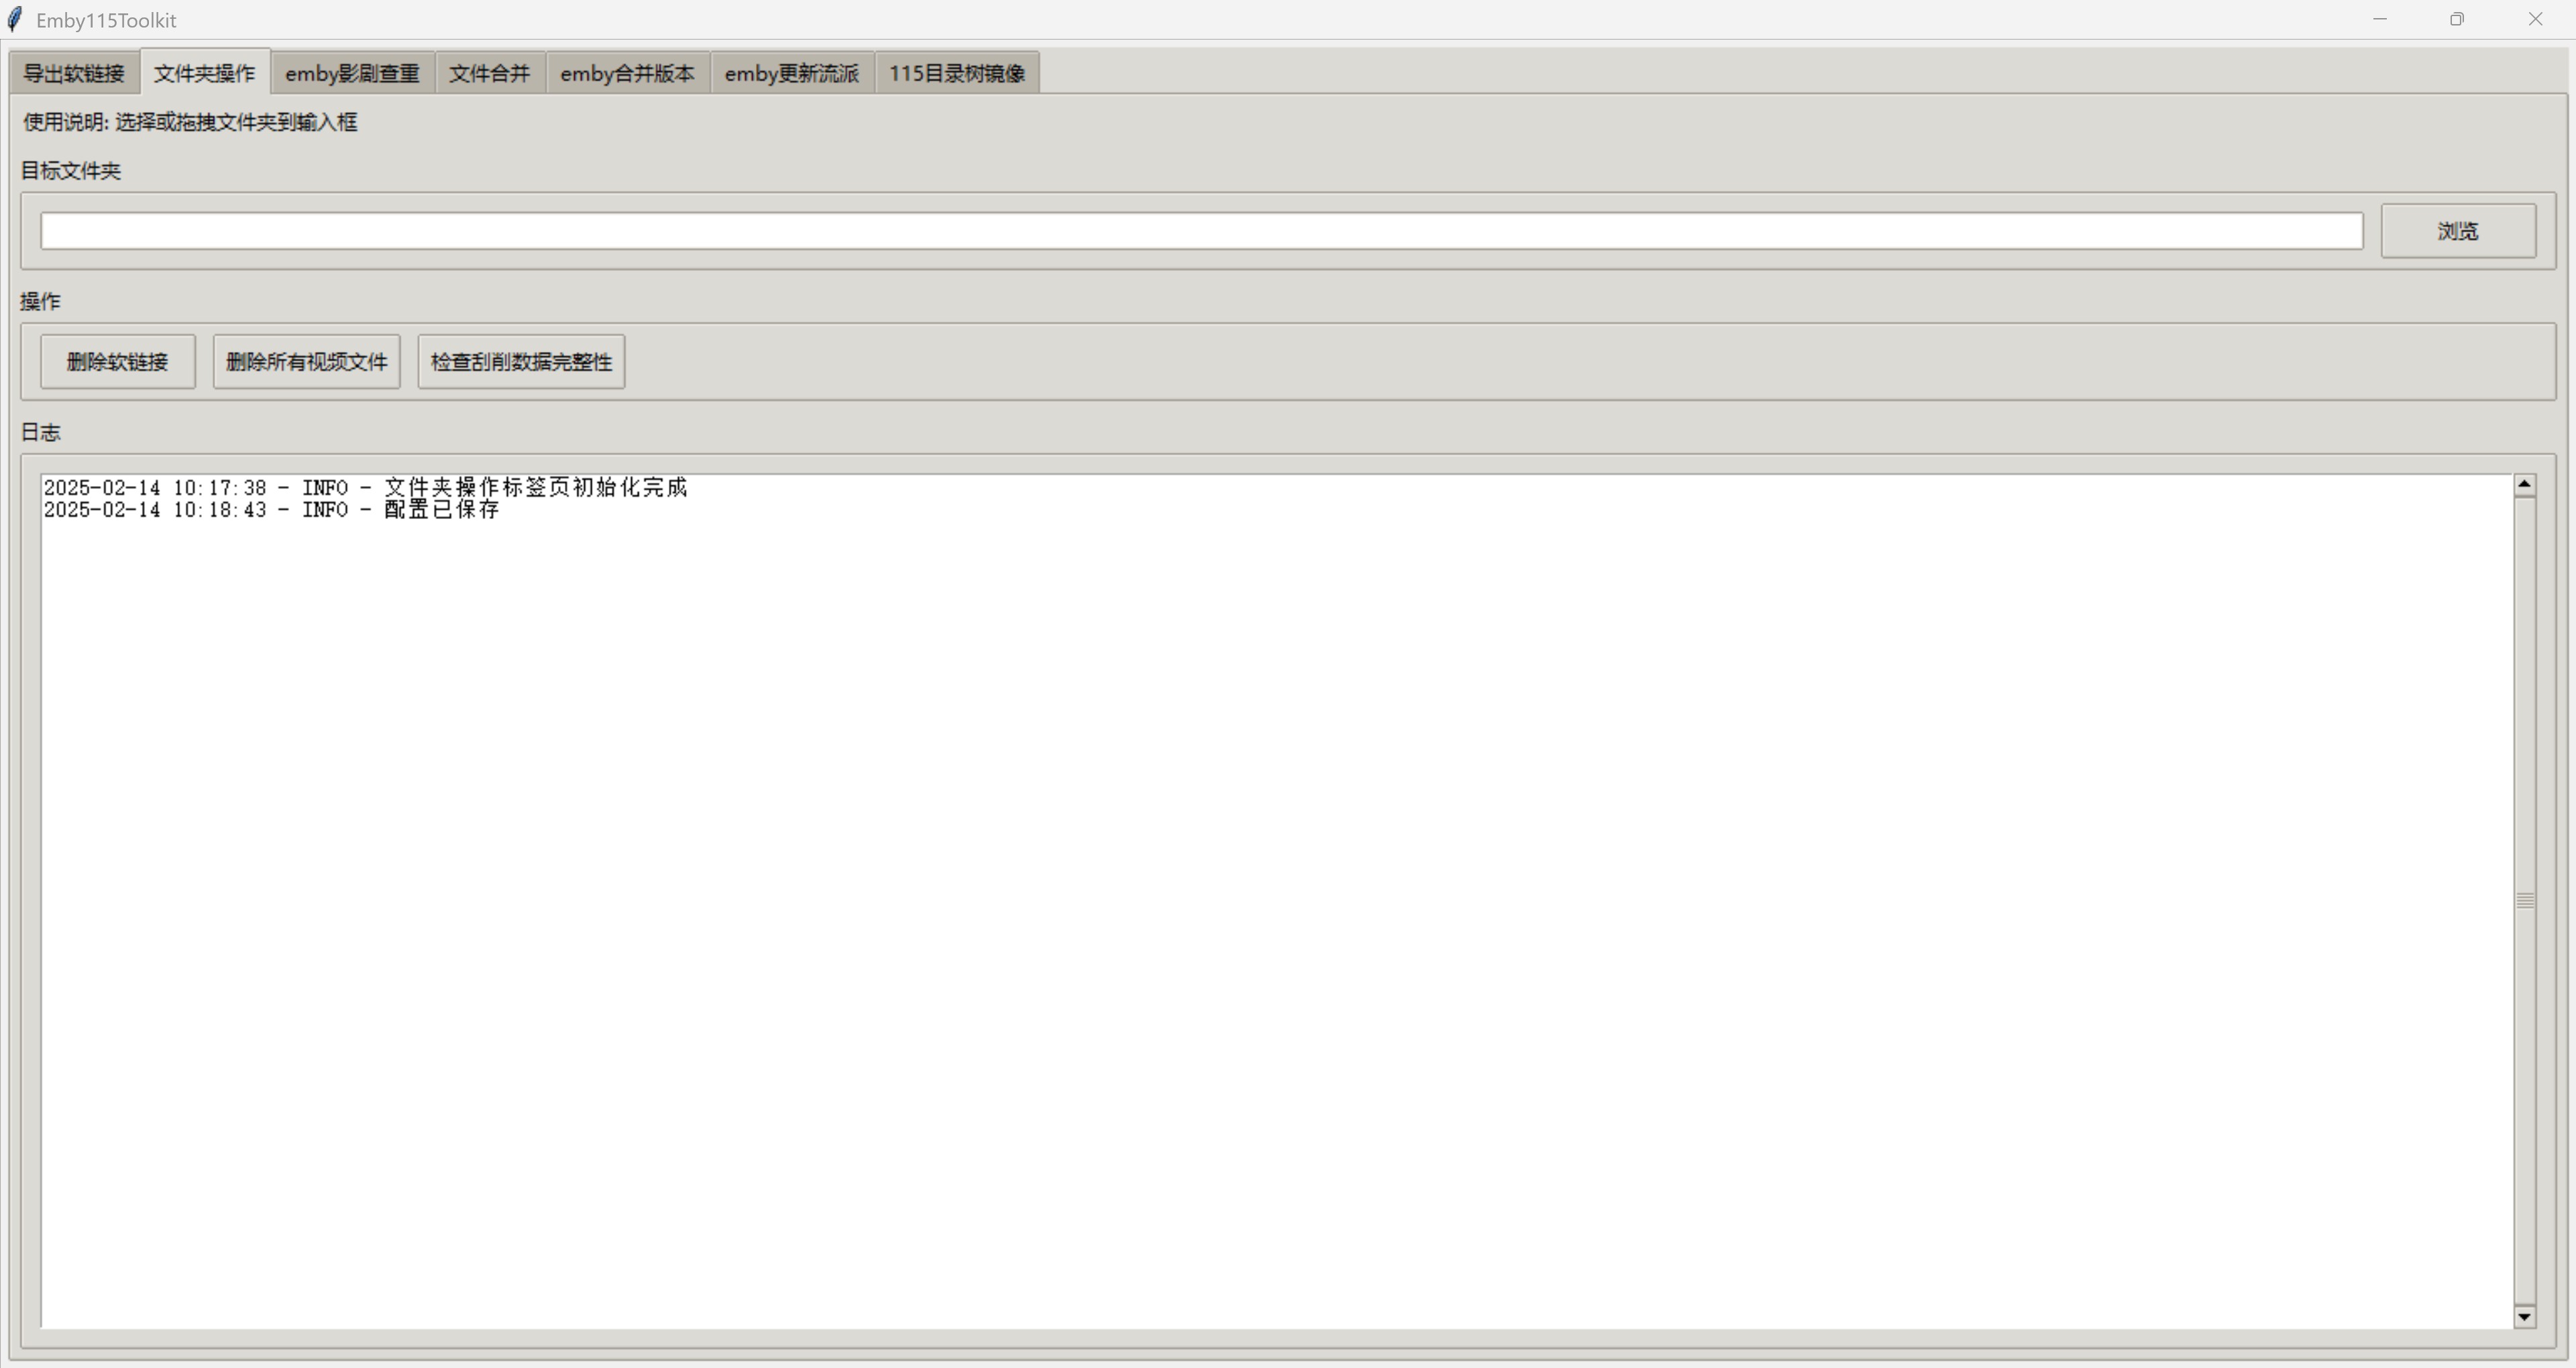 Emby115Toolkit
导出软链接 文件夹操作 emby影剧查重 文件合并 emby合并版本 emby更新流派 115目录树镜像
使用说明: 选择或拖拽文件夹到输入框
目标文件夹
浏览
操作
删除软链接 删除所有视频文件 检查刮削数据完整性
日志
2025-02-14 10:17:38 - INFO - 文件夹操作标签页初始化完成
2025-02-14 10:18:43 - INFO - 配置已保存